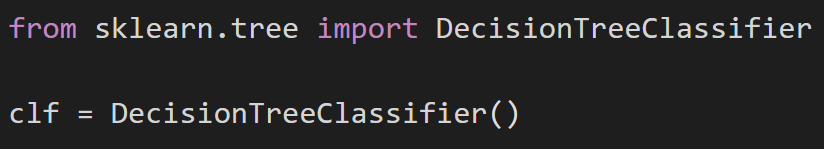 from sklearn.tree import DecisionTreeClassifier
clf = DecisionTreeClassifier()